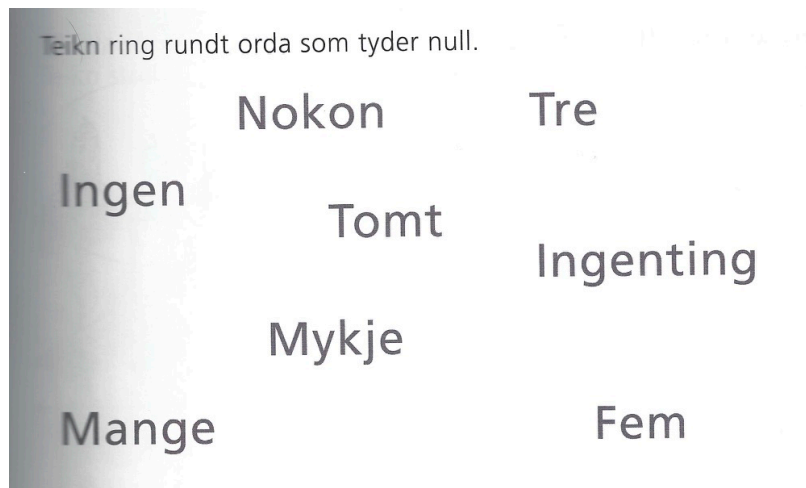 Teikn ring rundt orda som tyder null.
Nokon
Tre
Ingen
Tomt
Ingenting
Mykje
Mange
Fem